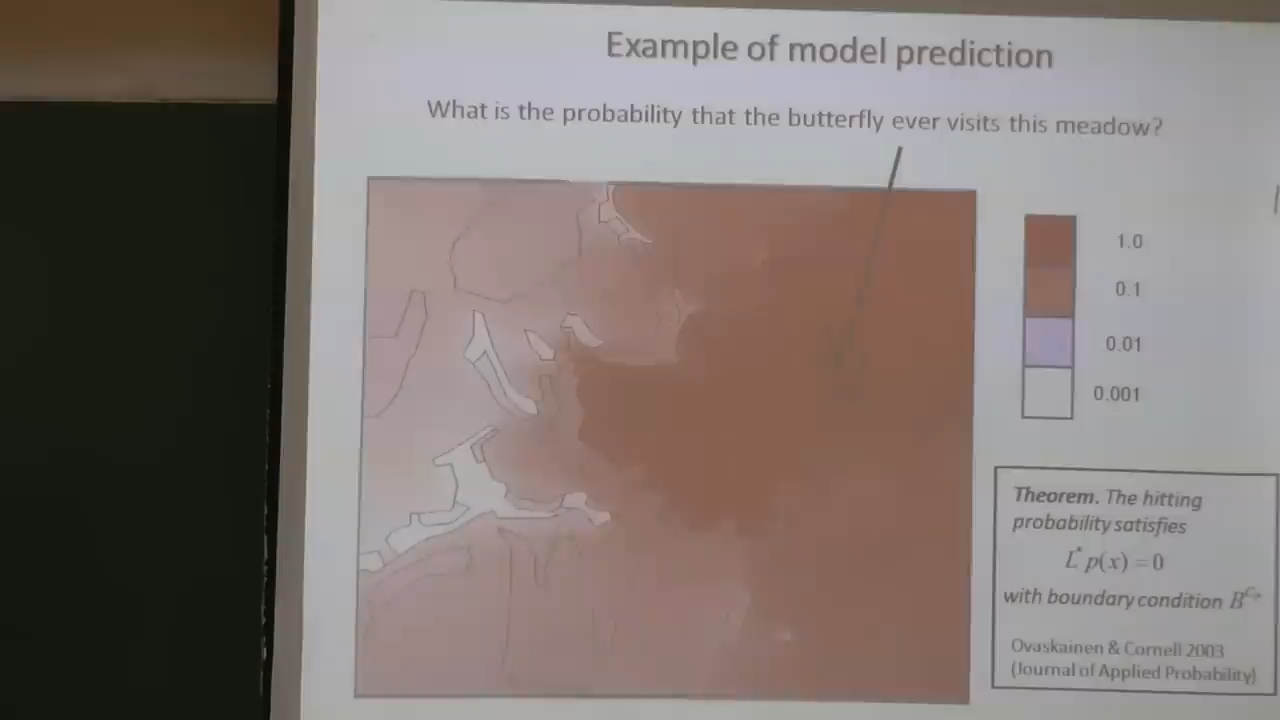 Example of model prediction
What is the probability that the butterfly ever visits this meadow?
1.0
0.1
0.01
0.001
Theorem. The hitting
probability satisfies
L* p(x) = 0
with boundary condition
Ovaskainen & Cornell 2003
(Journal of Applied Probability)